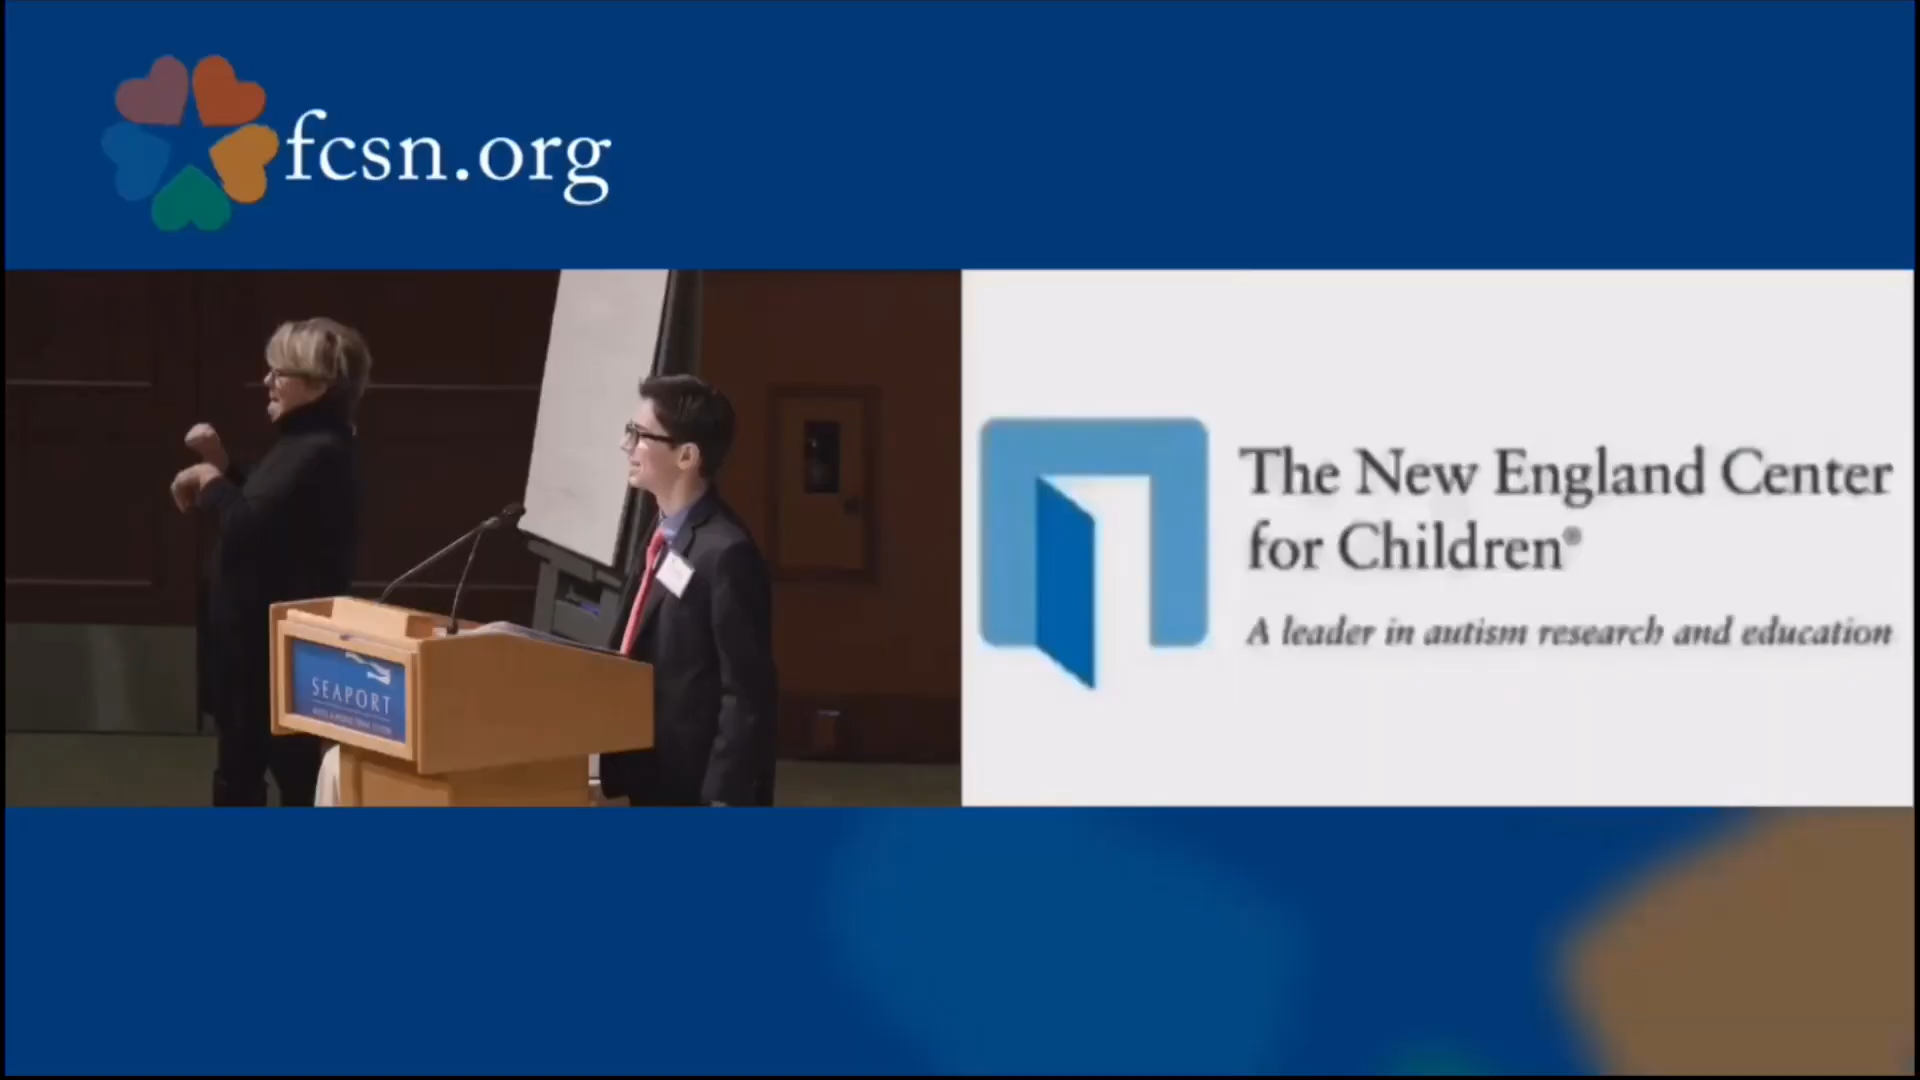 fcsn.org
The New England Center
for Children®
A leader in autism research and education
SEAPORT